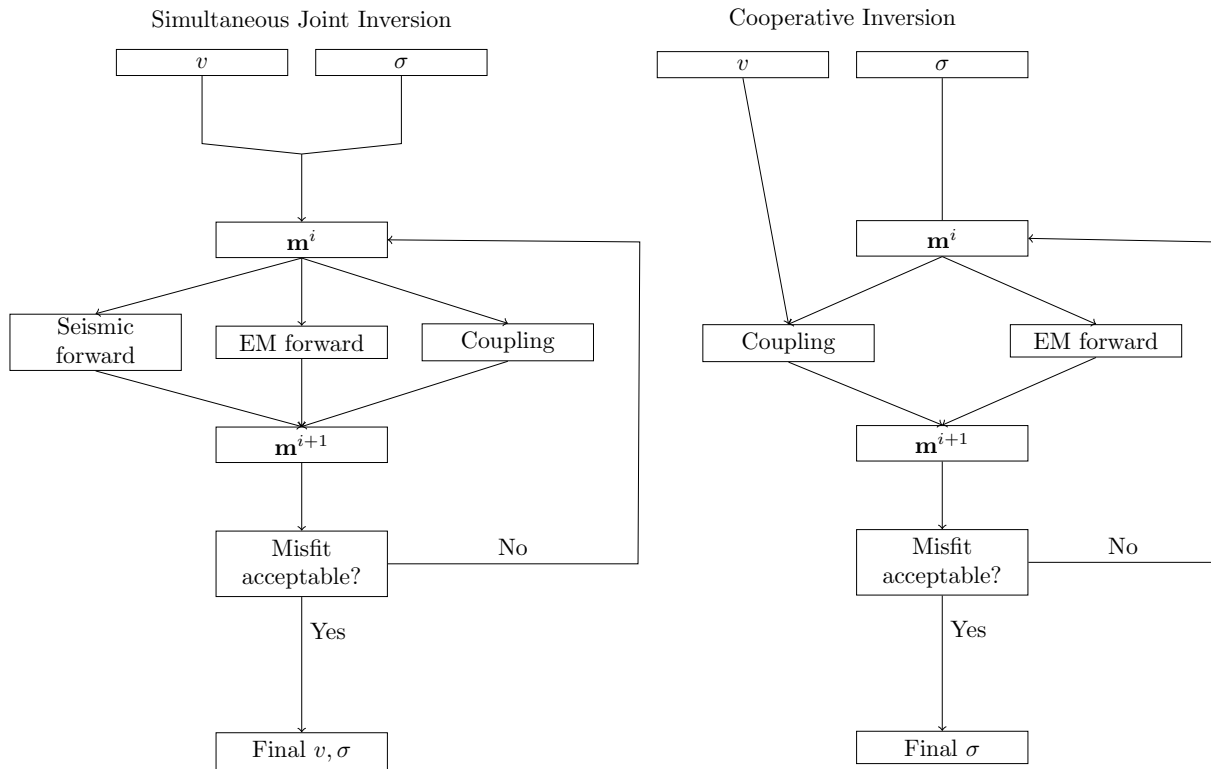 Simultaneous Joint Inversion
v
σ
𝐦^i
Seismic
forward
EM forward
Coupling
𝐦^{i+1}
Misfit
acceptable?
No
Yes
Final v, σ
Cooperative Inversion
v
σ
𝐦^i
Coupling
EM forward
𝐦^{i+1}
Misfit
acceptable?
No
Yes
Final σ